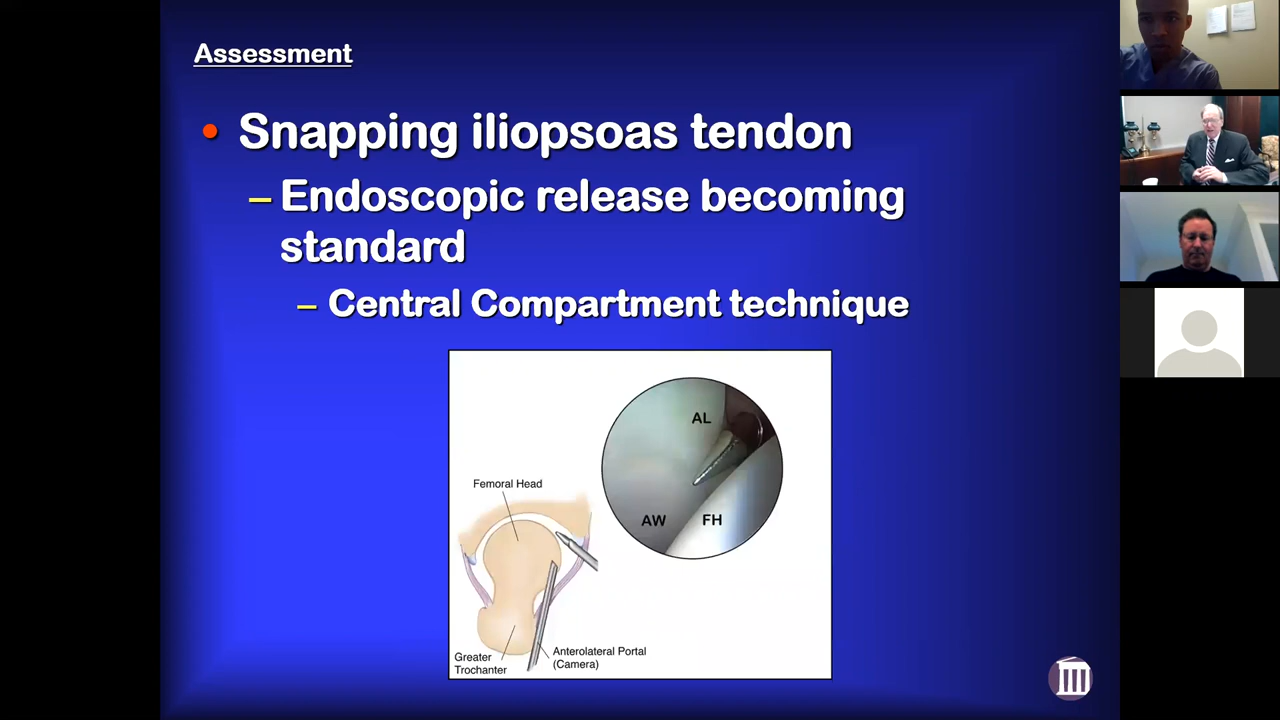 Assessment
• Snapping iliopsoas tendon
– Endoscopic release becoming
standard
– Central Compartment technique
AL
Femoral Head
AW
FH
Anterolateral Portal
(Camera)
Greater
Trochanter